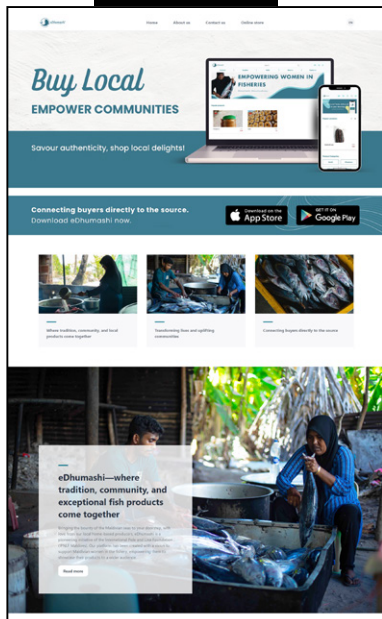 eDhumashi
Home About us Contact us Online store
Buy Local
EMPOWER COMMUNITIES
Savour authenticity, shop local delights!
EMPOWERING WOMEN IN
FISHERIES
Connecting buyers directly to the source.
Download eDhumashi now.
Download on the
App Store
GET IT ON
Google Play
Where tradition, community, and local
products come together
Transforming lives and uplifting
communities
Connecting buyers directly to the source
eDhumashi—where
tradition, community, and
exceptional fish products
come together
Read more